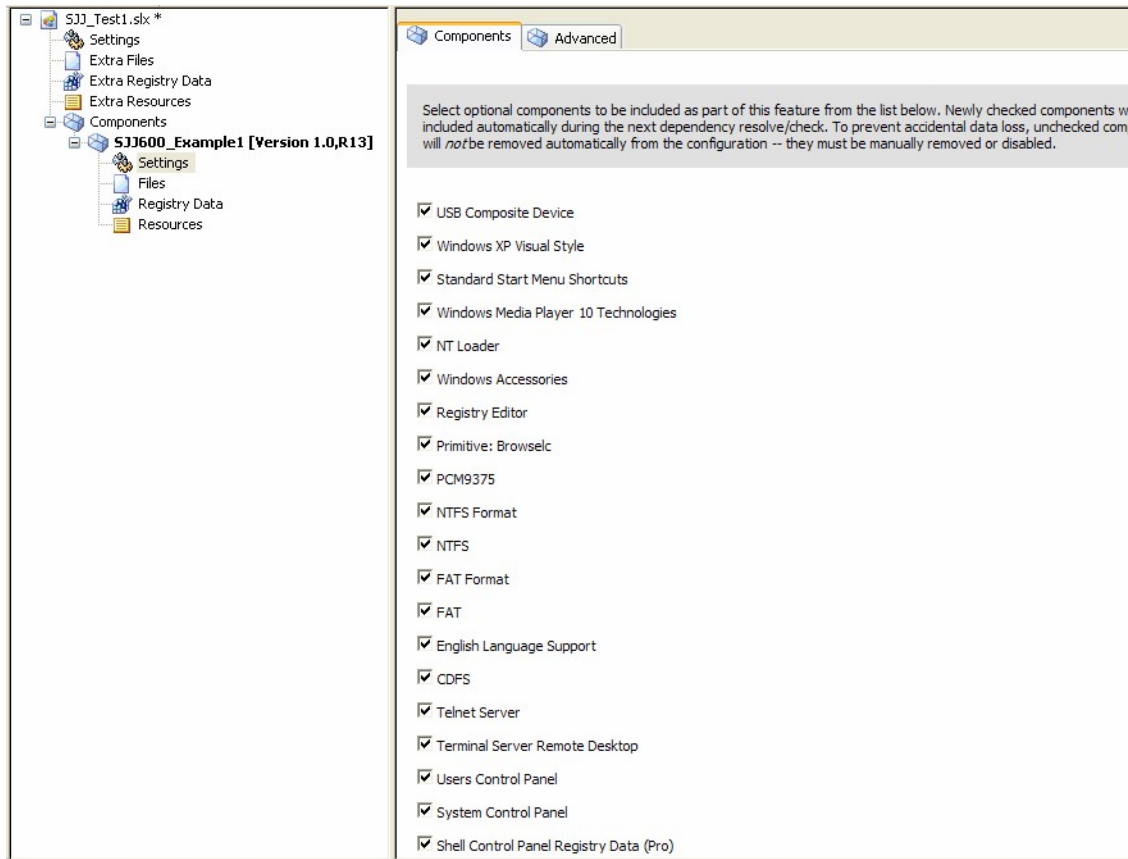 SJJ_Test1.slx *
Settings
Extra Files
Extra Registry Data
Extra Resources
Components
SJJ600_Example1 [Version 1.0,R13]
Settings
Files
Registry Data
Resources
Components
Advanced
Select optional components to be included as part of this feature from the list below. Newly checked components w
included automatically during the next dependency resolve/check. To prevent accidental data loss, unchecked com
will not be removed automatically from the configuration -- they must be manually removed or disabled.
USB Composite Device
Windows XP Visual Style
Standard Start Menu Shortcuts
Windows Media Player 10 Technologies
NT Loader
Windows Accessories
Registry Editor
Primitive: Browselc
PCM9375
NTFS Format
NTFS
FAT Format
FAT
English Language Support
CDFS
Telnet Server
Terminal Server Remote Desktop
Users Control Panel
System Control Panel
Shell Control Panel Registry Data (Pro)